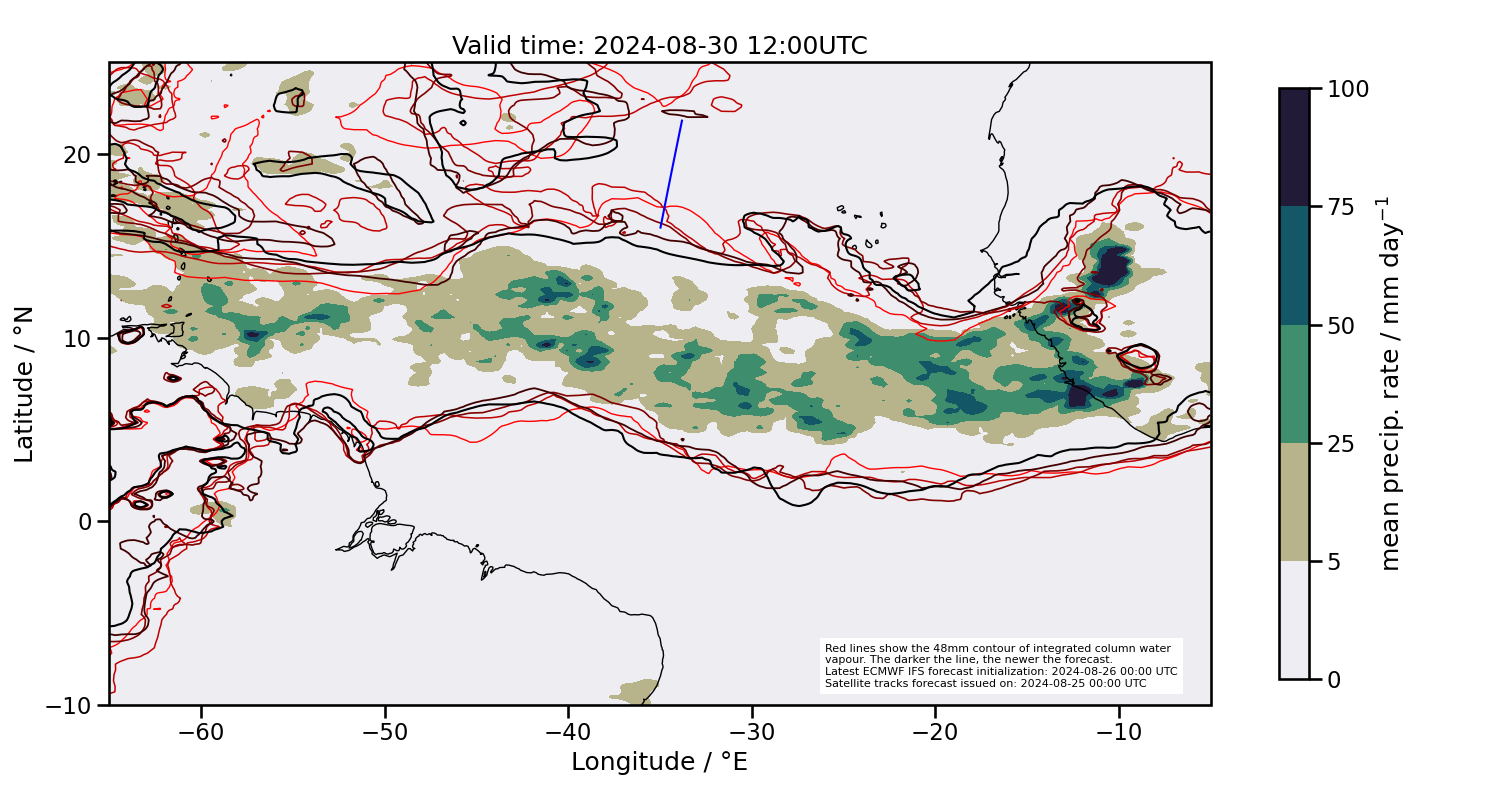 Valid time: 2024-08-30 12:00UTC
Latitude / °N
20
10
0
−10
−60
−50
−40
−30
−20
−10
Longitude / °E
Red lines show the 48mm contour of integrated column water
vapour. The darker the line, the newer the forecast.
Latest ECMWF IFS forecast initialization: 2024-08-26 00:00 UTC
Satellite tracks forecast issued on: 2024-08-25 00:00 UTC
100
75
50
25
5
0
mean precip. rate / mm day⁻¹